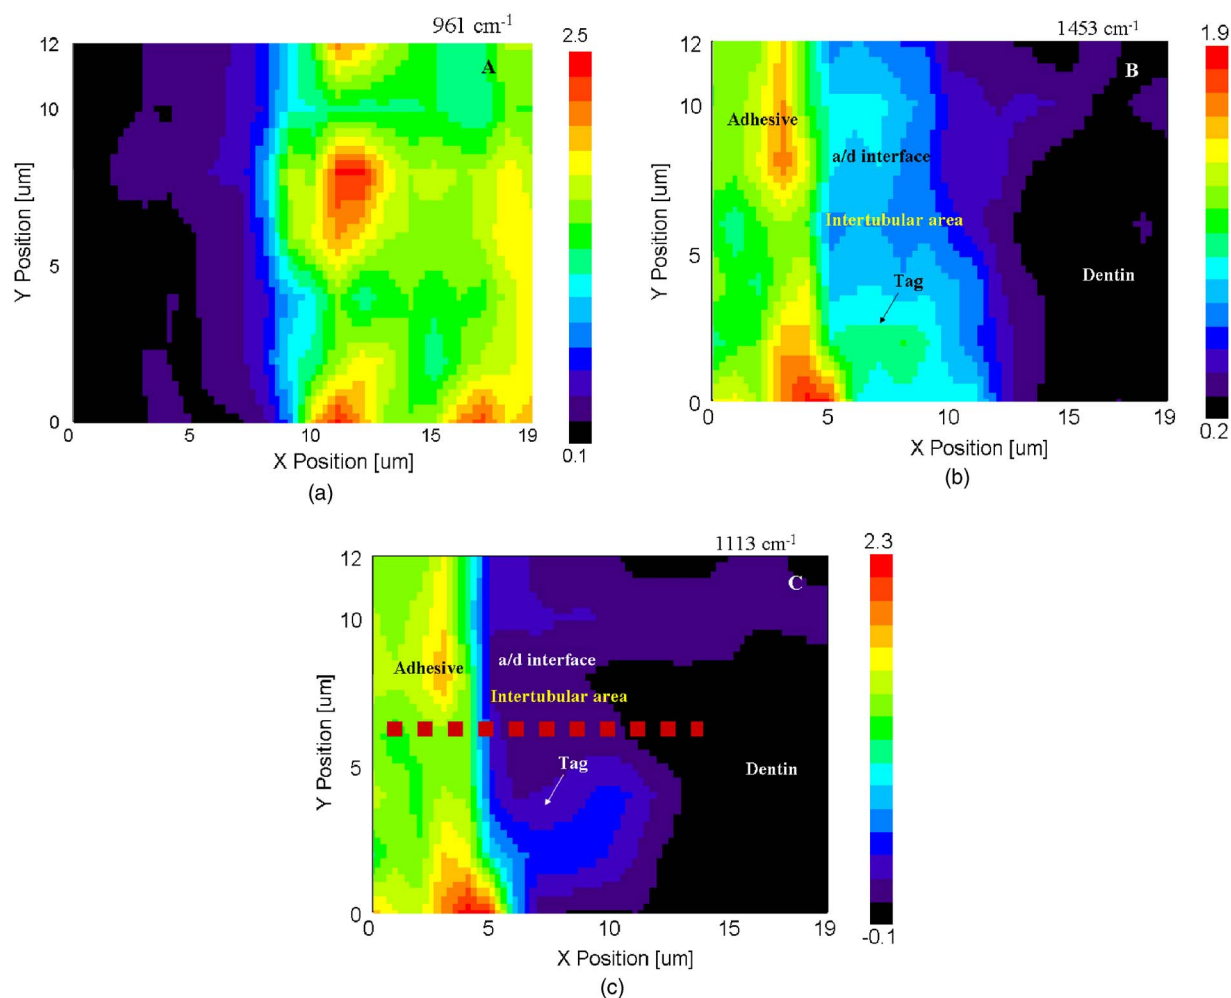 961 cm-1
2.5
A
12
10
5
0
Y Position [um]
0 5 10 15 19
X Position [um]
0.1
(a)
1453 cm-1
1.9
B
12
10
5
0
Y Position [um]
Adhesive
a/d interface
Intertubular area
Tag
Dentin
0 5 10 15 19
X Position [um]
0.2
(b)
1113 cm-1
2.3
C
12
10
5
0
Y Position [um]
Adhesive
a/d interface
Intertubular area
Tag
Dentin
0 5 10 15 19
X Position [um]
-0.1
(c)